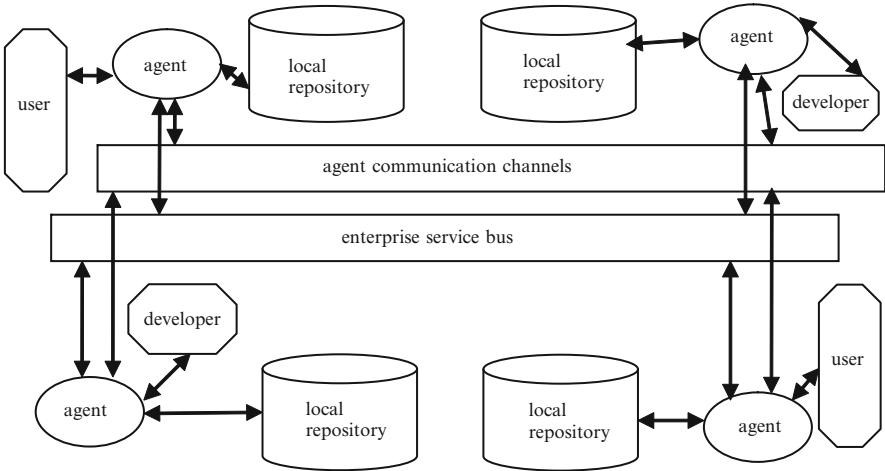 agent
local
repository
user
agent
local
repository
developer
agent communication channels
enterprise service bus
developer
agent
local
repository
user
agent
local
repository